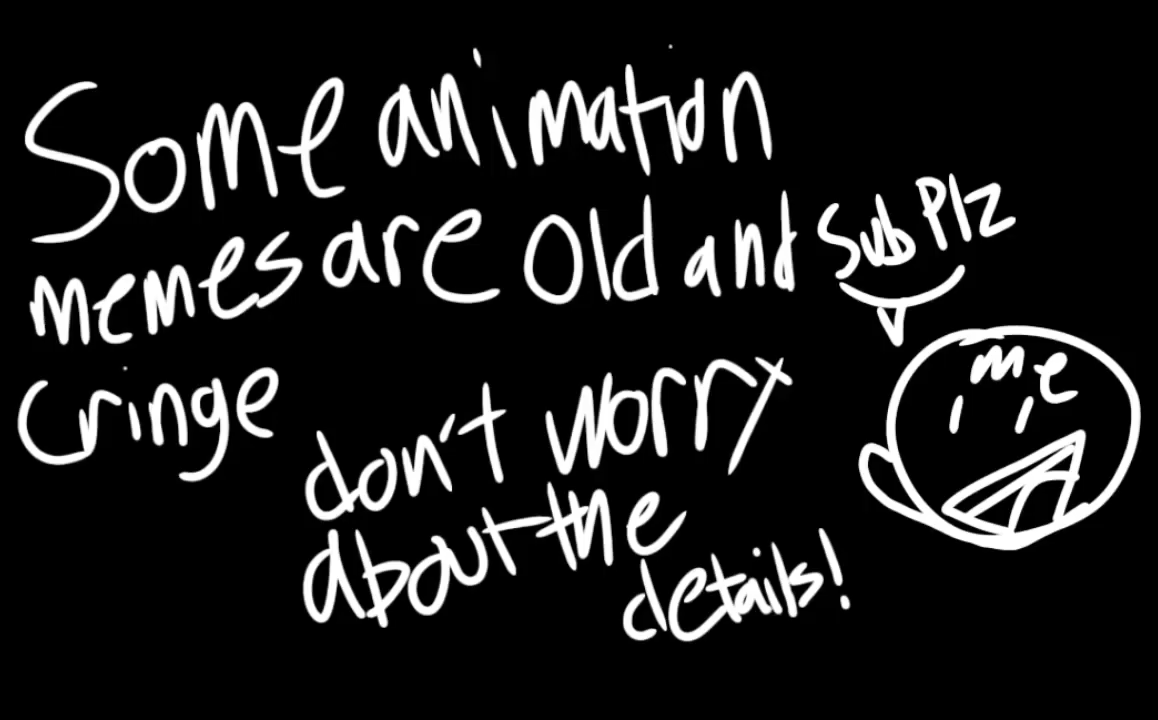 Some animation
memes are old and
cringe
don't worry
about the
details!
Sub Plz
me